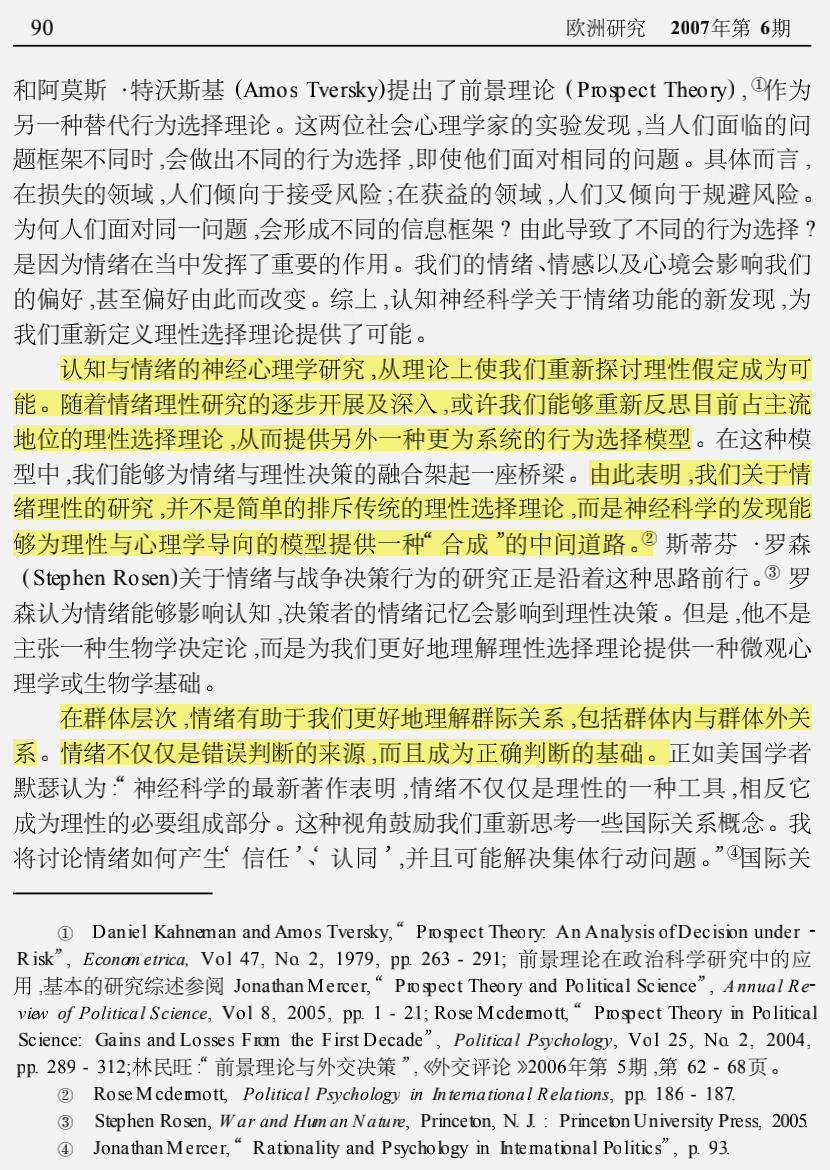 90 欧洲研究 2007年第 6期
和阿莫斯 ·特沃斯基 (Amos Tversky)提出了前景理论 (Prospect Theory) ,①作为
另一种替代行为选择理论。这两位社会心理学家的实验发现 ,当人们面临的问
题框架不同时 ,会做出不同的行为选择 ,即使他们面对相同的问题。具体而言 ,
在损失的领域 ,人们倾向于接受风险 ;在获益的领域 ,人们又倾向于规避风险。
为何人们面对同一问题 ,会形成不同的信息框架 ? 由此导致了不同的行为选择 ?
是因为情绪在当中发挥了重要的作用。我们的情绪、情感以及心境会影响我们
的偏好 ,甚至偏好由此而改变。综上 ,认知神经科学关于情绪功能的新发现 ,为
我们重新定义理性选择理论提供了可能。
认知与情绪的神经心理学研究 ,从理论上使我们重新探讨理性假定成为可
能。随着情绪理性研究的逐步开展及深入 ,或许我们能够重新反思目前占主流
地位的理性选择理论 ,从而提供另外一种更为系统的行为选择模型。在这种模
型中 ,我们能够为情绪与理性决策的融合架起一座桥梁。由此表明 ,我们关于情
绪理性的研究 ,并不是简单的排斥传统的理性选择理论 ,而是神经科学的发现能
够为理性与心理学导向的模型提供一种“合成 ”的中间道路。② 斯蒂芬 ·罗森
(Stephen Rosen)关于情绪与战争决策行为的研究正是沿着这种思路前行。③ 罗
森认为情绪能够影响认知 ,决策者的情绪记忆会影响到理性决策。但是 ,他不是
主张一种生物学决定论 ,而是为我们更好地理解理性选择理论提供一种微观心
理学或生物学基础。
在群体层次 ,情绪有助于我们更好地理解群际关系 ,包括群体内与群体外关
系。情绪不仅仅是错误判断的来源 ,而且成为正确判断的基础。正如美国学者
默瑟认为 :“神经科学的最新著作表明 ,情绪不仅仅是理性的一种工具 ,相反它
成为理性的必要组成部分。这种视角鼓励我们重新思考一些国际关系概念。我
将讨论情绪如何产生‘信任 ’、‘认同 ’,并且可能解决集体行动问题。”④国际关
① Daniel Kahneman and Amos Tversky, “Prospect Theory: An Analysis of Decision under -
Risk”, Econometrica, Vol 47, No. 2, 1979, pp. 263 - 291; 前景理论在政治科学研究中的应
用 ,基本的研究综述参阅 Jonathan Mercer, “Prospect Theory and Political Science”, Annual Re-
view of Political Science, Vol 8, 2005, pp. 1 - 21; Rose Mcdermott, “Prospect Theory in Political
Science: Gains and Losses From the First Decade”, Political Psychology, Vol 25, No. 2, 2004,
pp. 289 - 312;林民旺 :“前景理论与外交决策 ”,《外交评论 》2006年第 5期 ,第 62 - 68页。
② Rose Mcdermott, Political Psychology in International Relations, pp. 186 - 187.
③ Stephen Rosen, War and Human Nature, Princeton, N. J. : Princeton University Press, 2005.
④ Jonathan Mercer, “Rationality and Psychology in International Politics”, p. 93.